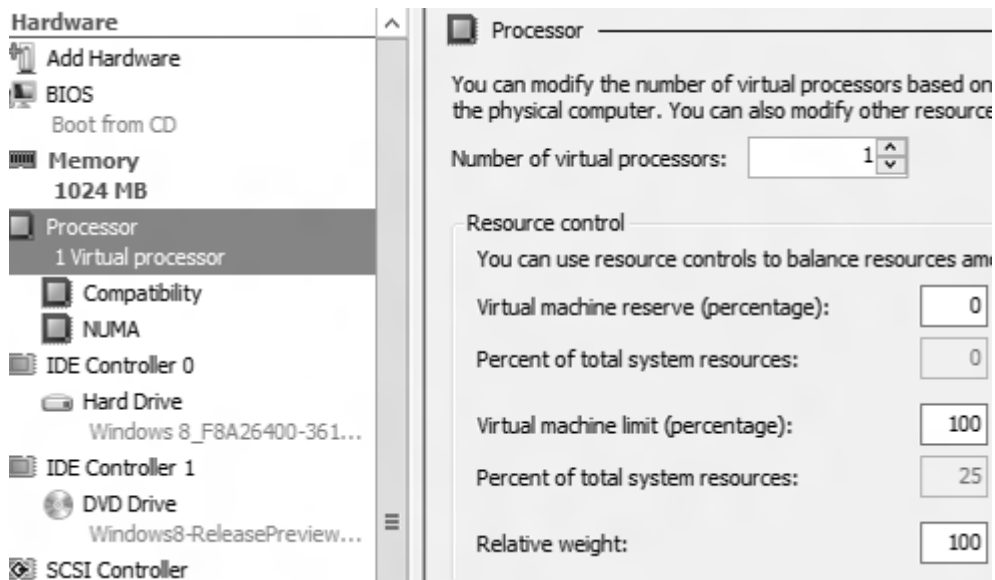 Hardware
Add Hardware
BIOS
Boot from CD
Memory
1024 MB
Processor
1 Virtual processor
Compatibility
NUMA
IDE Controller 0
Hard Drive
Windows 8_F8A26400-361...
IDE Controller 1
DVD Drive
Windows8-ReleasePreview...
SCSI Controller
Processor
You can modify the number of virtual processors based on
the physical computer. You can also modify other resource
Number of virtual processors: 1
Resource control
You can use resource controls to balance resources am
Virtual machine reserve (percentage): 0
Percent of total system resources: 0
Virtual machine limit (percentage): 100
Percent of total system resources: 25
Relative weight: 100